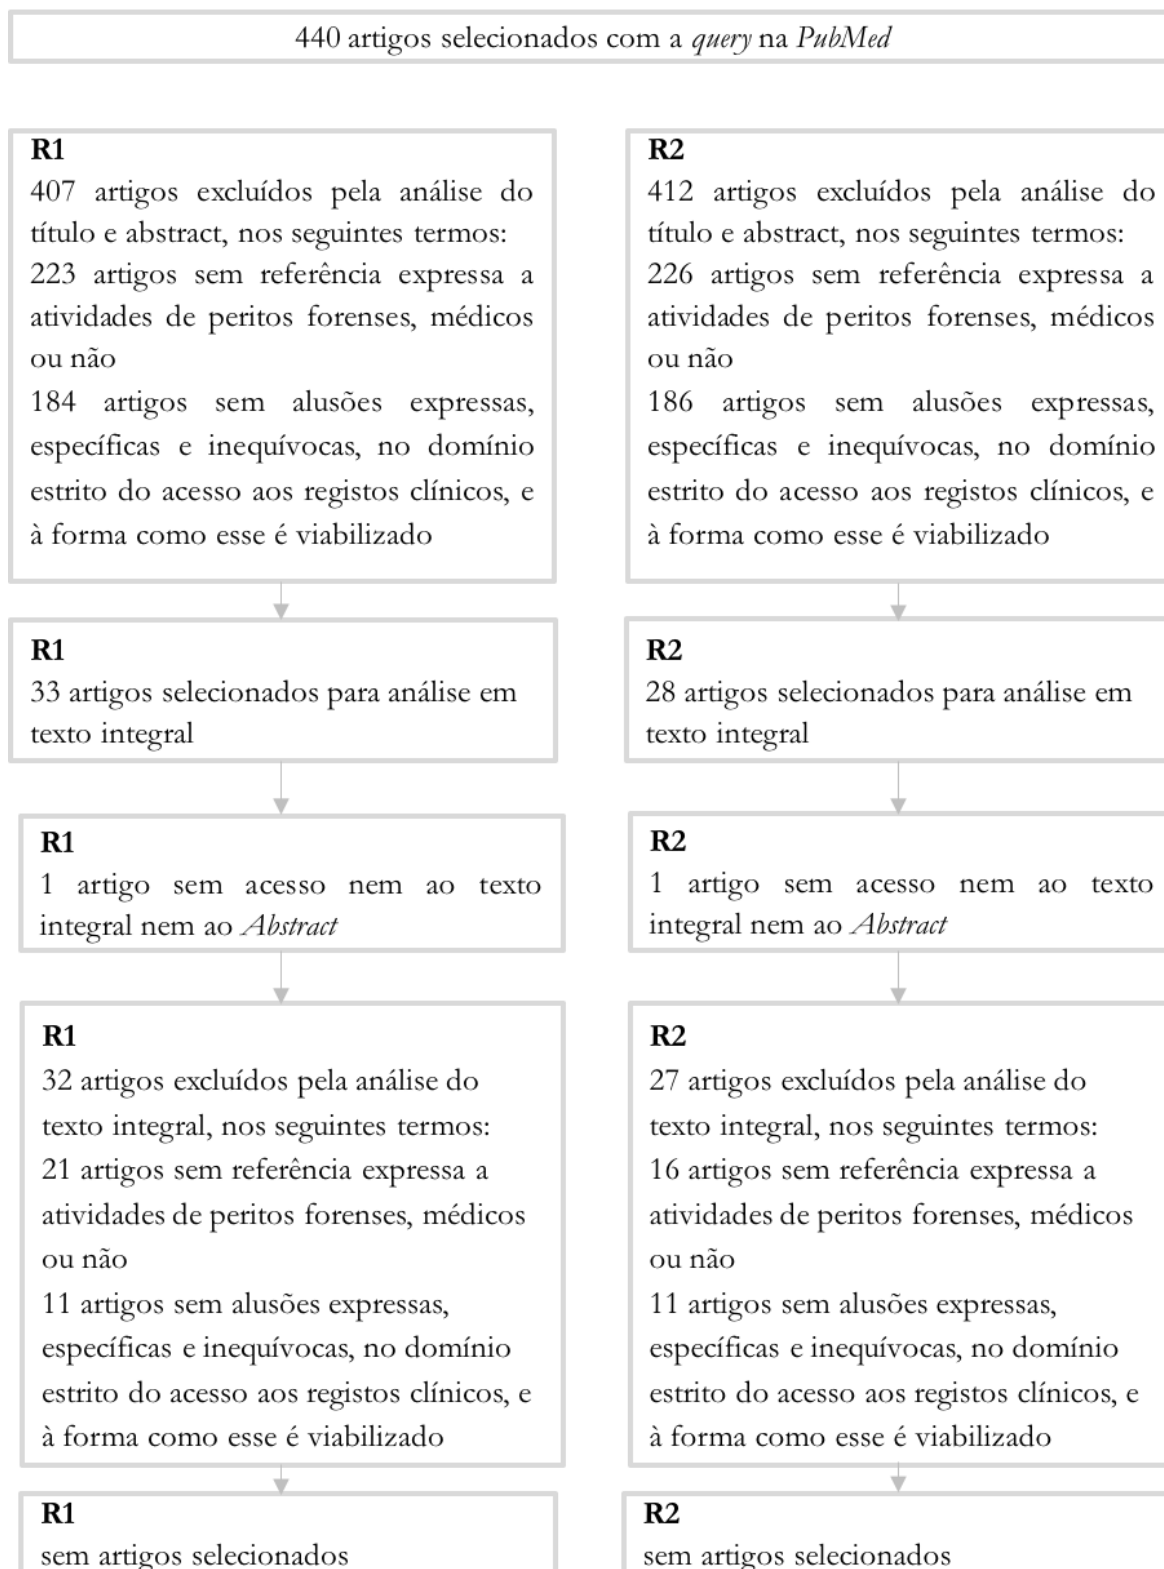 440 artigos selecionados com a query na PubMed
R1
407 artigos excluídos pela análise do
título e abstract, nos seguintes termos:
223 artigos sem referência expressa a
atividades de peritos forenses, médicos
ou não
184 artigos sem alusões expressas,
específicas e inequívocas, no domínio
estrito do acesso aos registos clínicos, e
à forma como esse é viabilizado
R2
412 artigos excluídos pela análise do
título e abstract, nos seguintes termos:
226 artigos sem referência expressa a
atividades de peritos forenses, médicos
ou não
186 artigos sem alusões expressas,
específicas e inequívocas, no domínio
estrito do acesso aos registos clínicos, e
à forma como esse é viabilizado
R1
33 artigos selecionados para análise em
texto integral
R2
28 artigos selecionados para análise em
texto integral
R1
1 artigo sem acesso nem ao texto
integral nem ao Abstract
R2
1 artigo sem acesso nem ao texto
integral nem ao Abstract
R1
32 artigos excluídos pela análise do
texto integral, nos seguintes termos:
21 artigos sem referência expressa a
atividades de peritos forenses, médicos
ou não
11 artigos sem alusões expressas,
específicas e inequívocas, no domínio
estrito do acesso aos registos clínicos, e
à forma como esse é viabilizado
R2
27 artigos excluídos pela análise do
texto integral, nos seguintes termos:
16 artigos sem referência expressa a
atividades de peritos forenses, médicos
ou não
11 artigos sem alusões expressas,
específicas e inequívocas, no domínio
estrito do acesso aos registos clínicos, e
à forma como esse é viabilizado
R1
sem artigos selecionados
R2
sem artigos selecionados